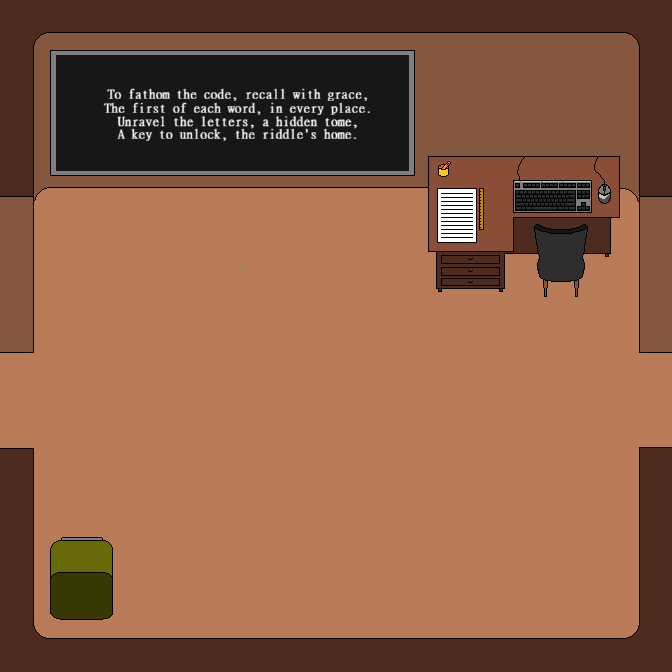 To fathom the code, recall with grace,
The first of each word, in every place.
Unravel the letters, a hidden tome,
A key to unlock, the riddle's home.